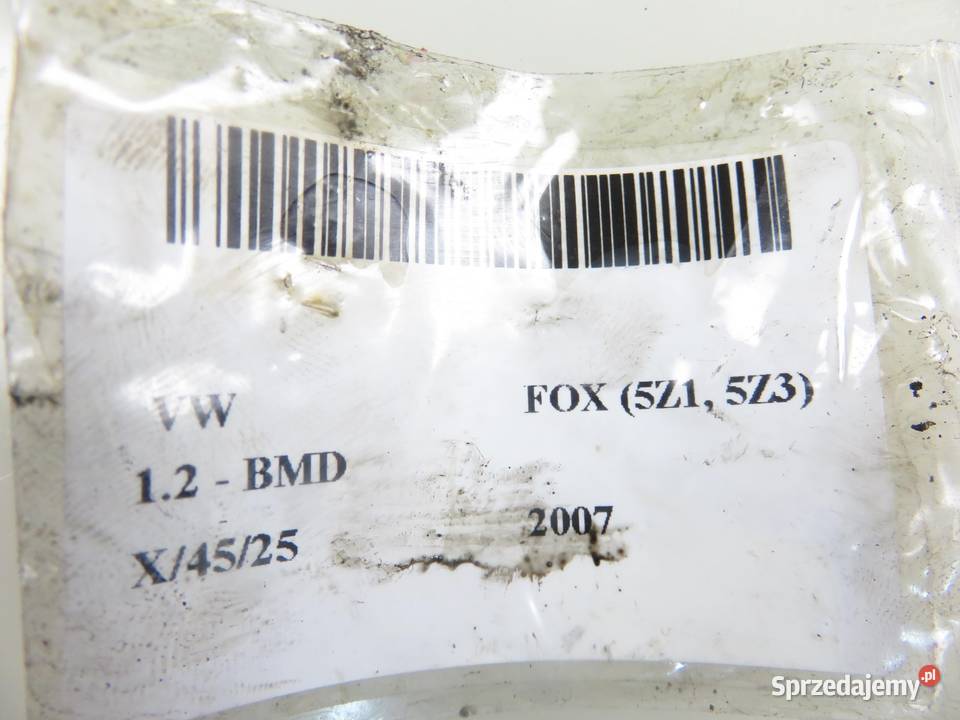 VW FOX (5Z1, 5Z3)
1.2 - BMD
2007
X/45/25
Sprzedajemy.pl